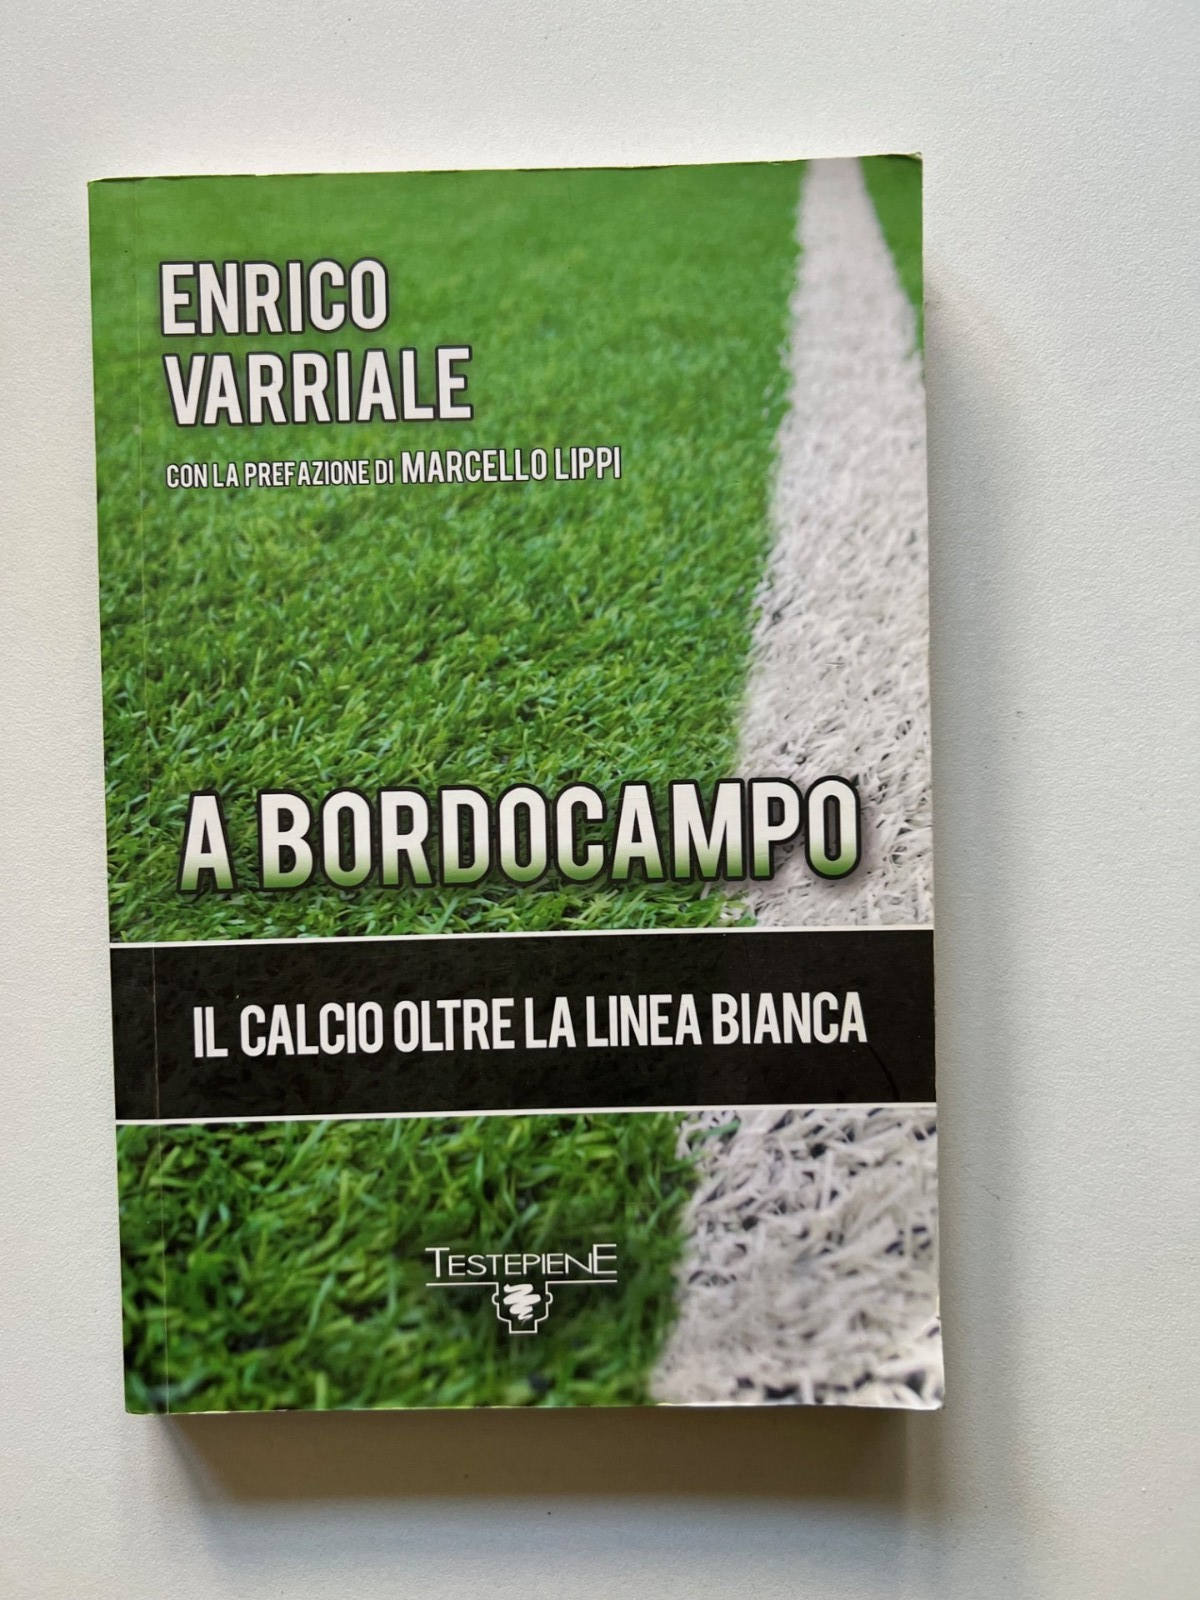 ENRICO
VARRIALE
CON LA PREFAZIONE DI MARCELLO LIPPI
A BORDOCAMPO
IL CALCIO OLTRE LA LINEA BIANCA
TESTEPIENE